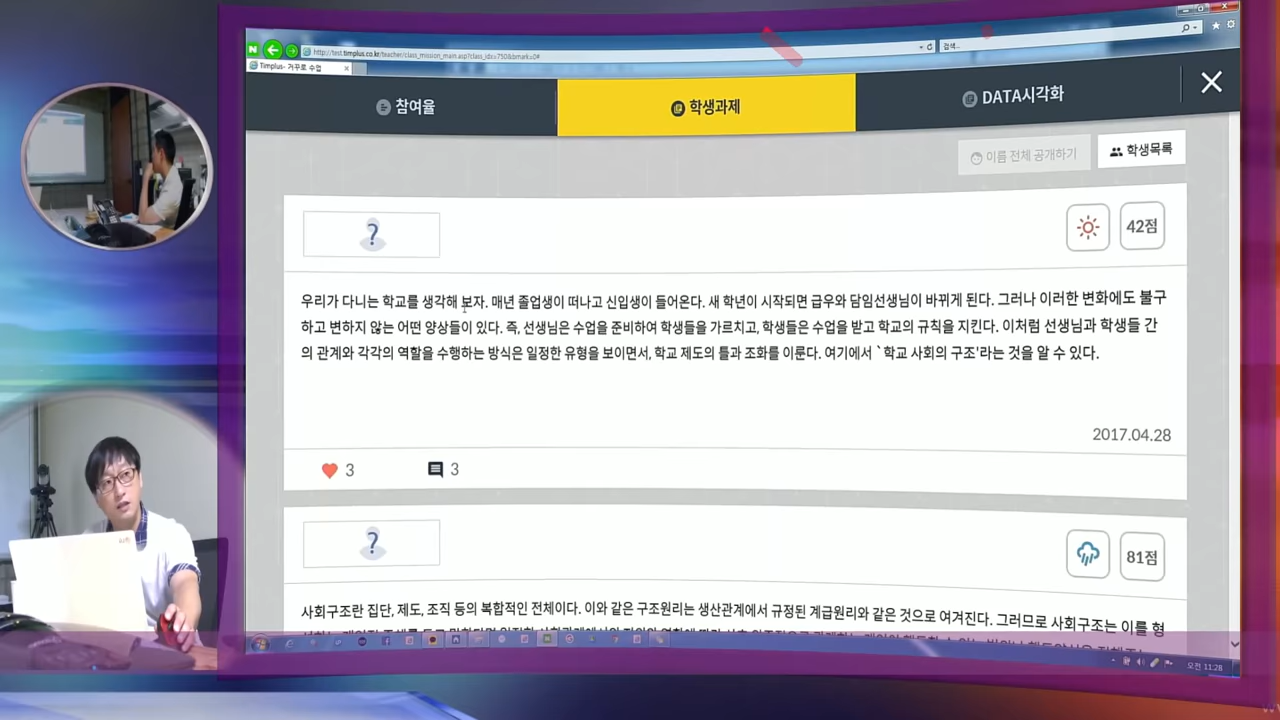 http://test.timplus.co.kr/teacher/class_mission_main.asp?class_idx=750&bmark=0#
검색...
Timplus- 거꾸로 수업
참여율
학생과제
DATA시각화
이름 전체 공개하기
학생목록
?
42점
우리가 다니는 학교를 생각해 보자. 매년 졸업생이 떠나고 신입생이 들어온다. 새 학년이 시작되면 급우와 담임선생님이 바뀌게 된다. 그러나 이러한 변화에도 불구
하고 변하지 않는 어떤 양상들이 있다. 즉, 선생님은 수업을 준비하여 학생들을 가르치고, 학생들은 수업을 받고 학교의 규칙을 지킨다. 이처럼 선생님과 학생들 간
의 관계와 각각의 역할을 수행하는 방식은 일정한 유형을 보이면서, 학교 제도의 틀과 조화를 이룬다. 여기에서 `학교 사회의 구조'라는 것을 알 수 있다.
2017.04.28
3
3
?
81점
사회구조란 집단, 제도, 조직 등의 복합적인 전체이다. 이와 같은 구조원리는 생산관계에서 규정된 계급원리와 같은 것으로 여겨진다. 그러므로 사회구조는 이를 형
오전 11:28